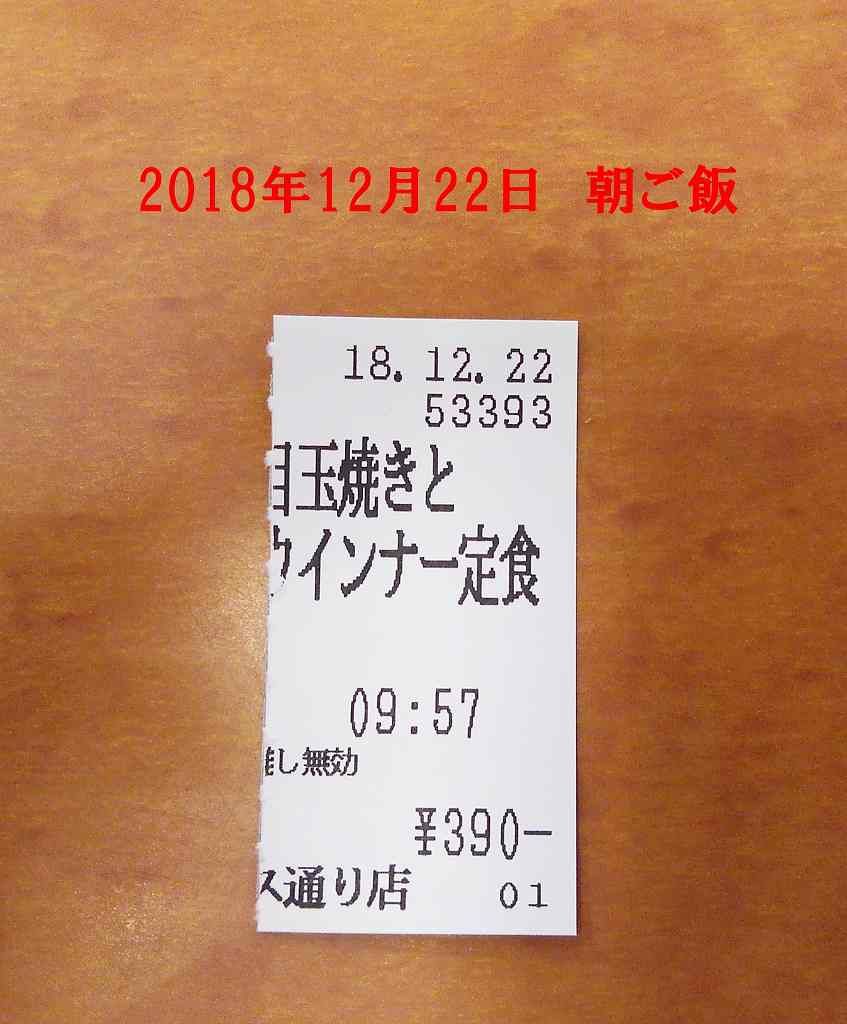 2018年12月22日 朝ご飯
18.12.22
53393
目玉焼きと
ウインナー定食
09:57
離し無効
¥390-
ス通り店 01